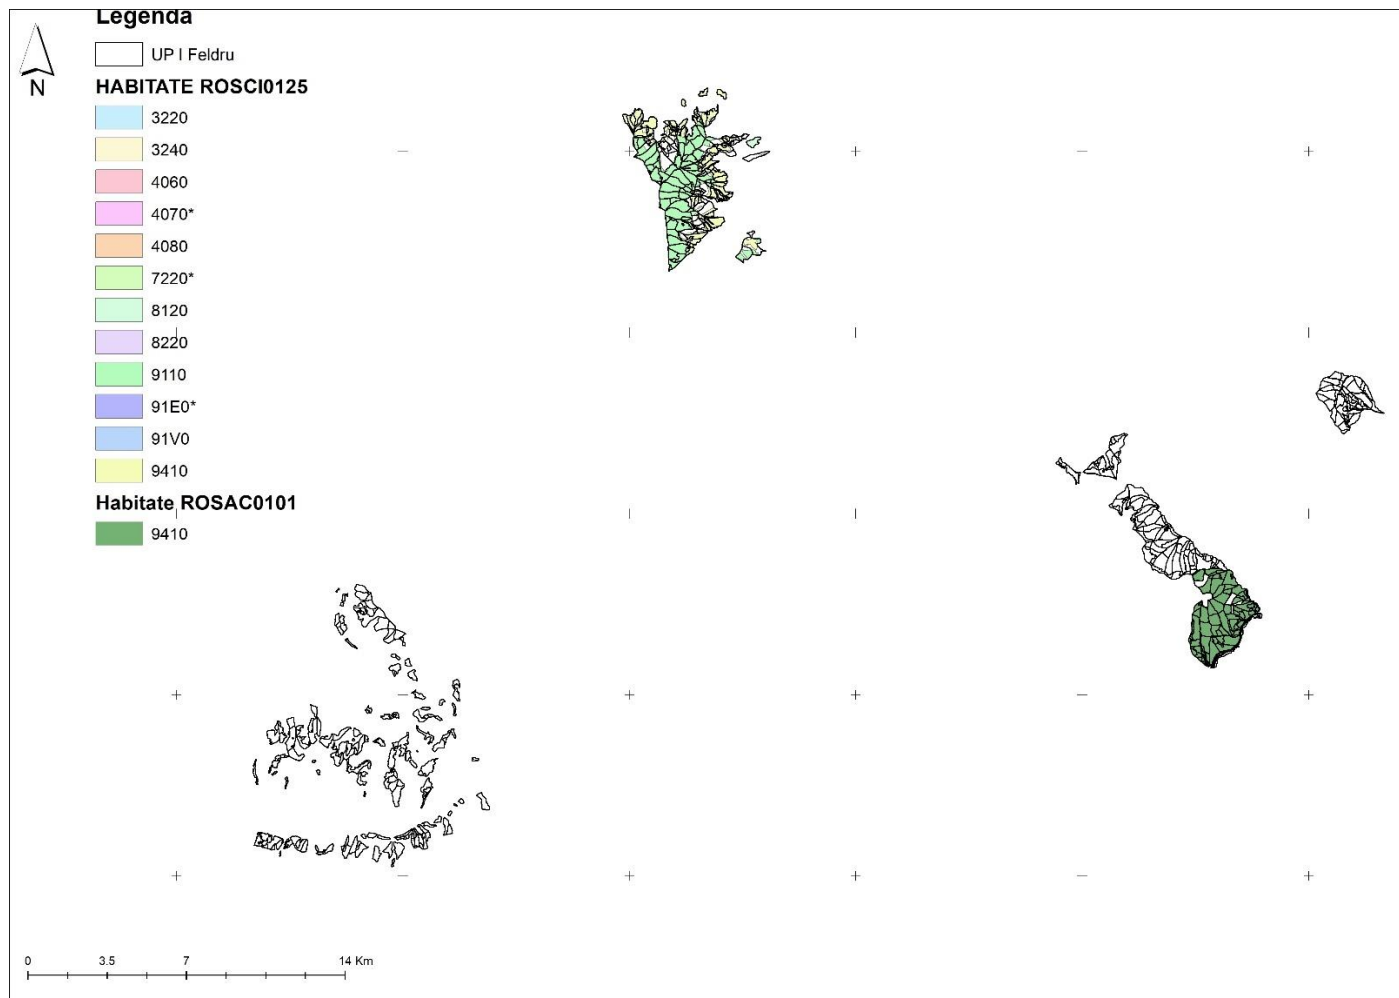 Legenda
N
UP I Feldru
HABITATE ROSCI0125
3220
3240
4060
4070*
4080
7220*
8120
8220
9110
91E0*
91V0
9410
Habitate ROSAC0101
9410
0 3.5 7 14 Km